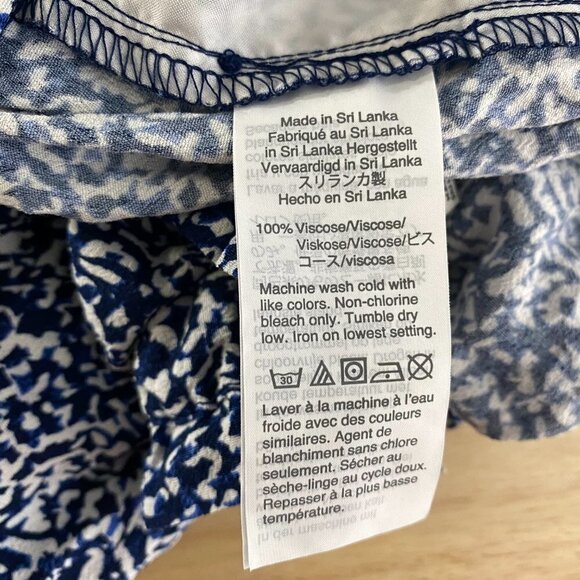 Made in Sri Lanka
Fabriqué au Sri Lanka
in Sri Lanka Hergestellt
Vervaardigd in Sri Lanka
スリランカ製
Hecho en Sri Lanka
100% Viscose/Viscose/
Viskose/Viscose/ビス
コース/viscosa
Machine wash cold with
like colors. Non-chlorine
bleach only. Tumble dry
low. Iron on lowest setting.
30
Laver à la machine à l'eau
froide avec des couleurs
similaires. Agent de
blanchiment sans chlore
seulement. Sécher au
sèche-linge au cycle doux.
Repasser à la plus basse
température.